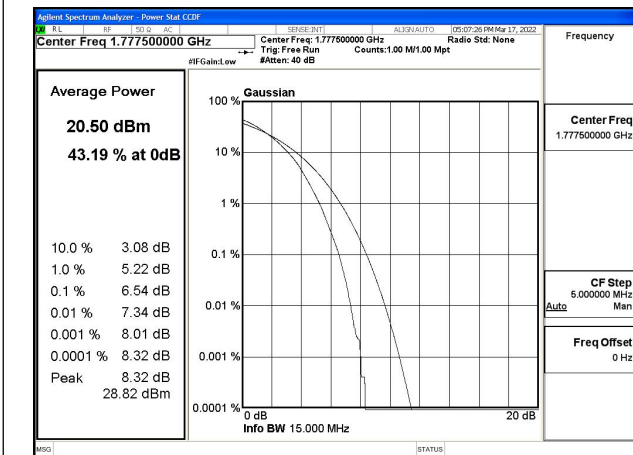 Agilent Spectrum Analyzer - Power Stat CCDF
RL RF 50 Ω AC SENSE:INT ALIGN AUTO 05:07:26 PM Mar 17, 2022
Center Freq 1.777500000 GHz
Center Freq: 1.777500000 GHz Radio Std: None
Trig: Free Run Counts:1.00 M/1.00 Mpt
#IFGain:Low #Atten: 40 dB
Frequency
Average Power
20.50 dBm
43.19 % at 0dB
10.0 % 3.08 dB
1.0 % 5.22 dB
0.1 % 6.54 dB
0.01 % 7.34 dB
0.001 % 8.01 dB
0.0001 % 8.32 dB
Peak 8.32 dB
28.82 dBm
Gaussian
100 %
10 %
1 %
0.1 %
0.01 %
0.001 %
0.0001 %
0 dB 20 dB
Info BW 15.000 MHz
Center Freq
1.777500000 GHz
CF Step
5.000000 MHz
Auto Man
Freq Offset
0 Hz
MSG STATUS